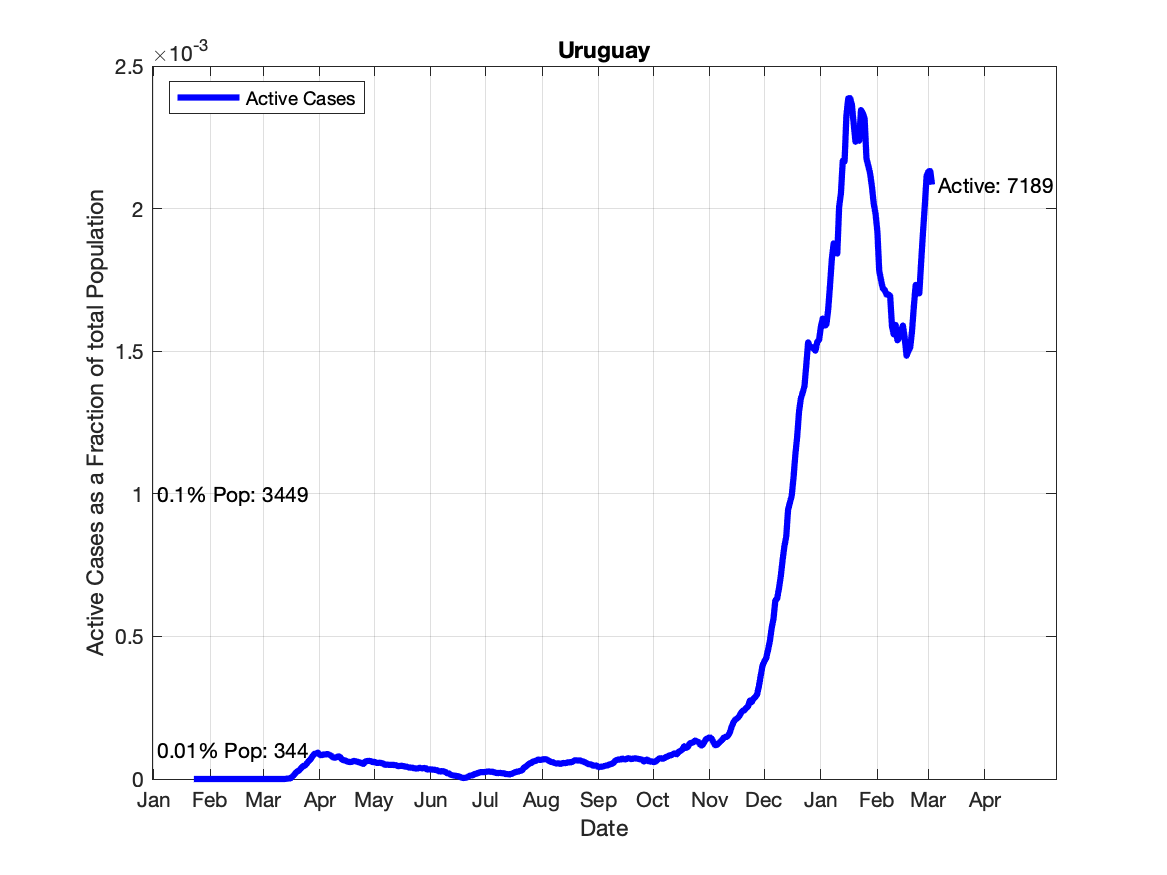 Uruguay
×10-3
2.5
2
1.5
1
0.5
0
Active Cases
Active: 7189
0.1% Pop: 3449
0.01% Pop: 344
Active Cases as a Fraction of total Population
Jan Feb Mar Apr May Jun Jul Aug Sep Oct Nov Dec Jan Feb Mar Apr
Date